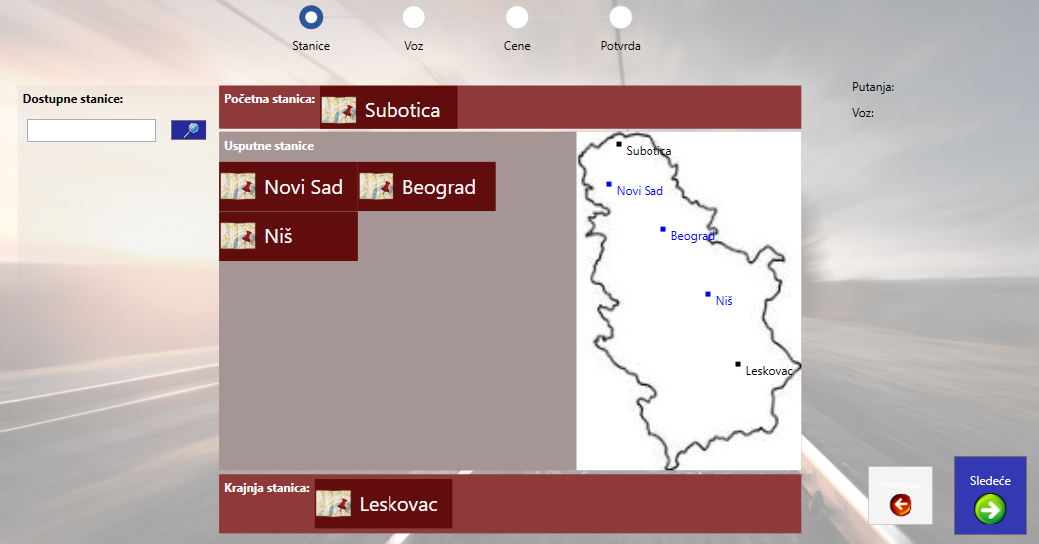 Stanice
Voz
Cene
Potvrda
Dostupne stanice:
Početna stanica:
Subotica
Usputne stanice
Novi Sad
Beograd
Niš
Subotica
Novi Sad
Beograd
Niš
Leskovac
Krajnja stanica:
Leskovac
Putanja:
Voz:
Sledeće